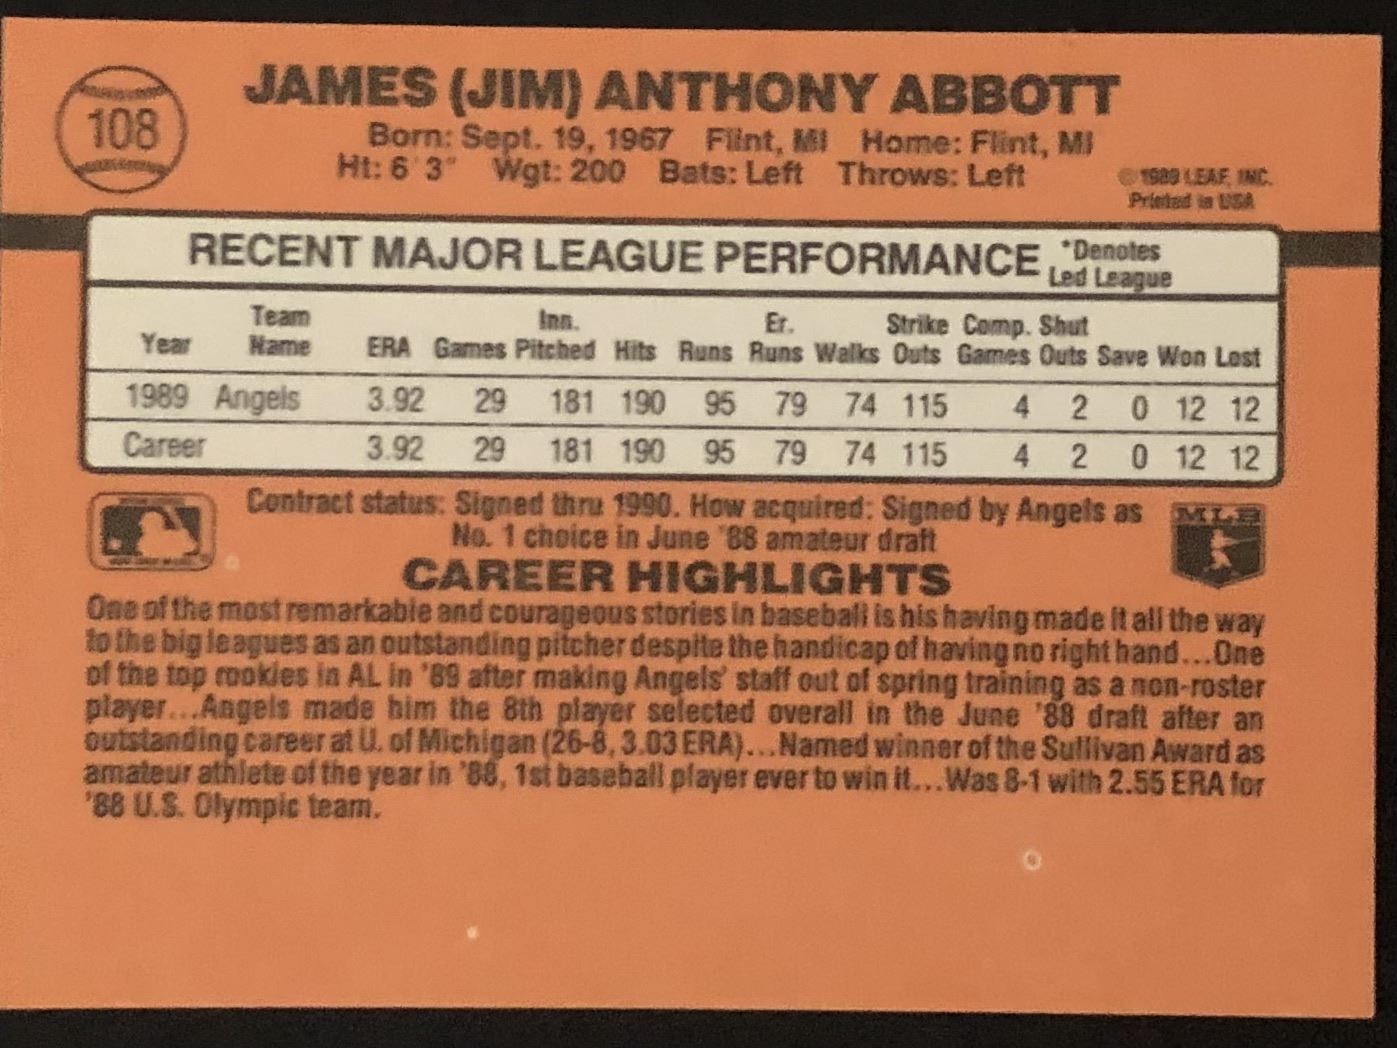 108
JAMES (JIM) ANTHONY ABBOTT
Born: Sept. 19, 1967 Flint, MI Home: Flint, MI
Ht: 6' 3" Wgt: 200 Bats: Left Throws: Left
© 1989 LEAF, INC.
Printed in USA
RECENT MAJOR LEAGUE PERFORMANCE *Denotes
Led League
Team Inn. Er. Strike Comp. Shut
Year Name ERA Games Pitched Hits Runs Runs Walks Outs Games Outs Save Won Lost
1989 Angels 3.92 29 181 190 95 79 74 115 4 2 0 12 12
Career 3.92 29 181 190 95 79 74 115 4 2 0 12 12
Contract status: Signed thru 1990. How acquired: Signed by Angels as
No. 1 choice in June '88 amateur draft
MLB
CAREER HIGHLIGHTS
One of the most remarkable and courageous stories in baseball is his having made it all the way
to the big leagues as an outstanding pitcher despite the handicap of having no right hand...One
of the top rookies in AL in '89 after making Angels' staff out of spring training as a non-roster
player...Angels made him the 8th player selected overall in the June '88 draft after an
outstanding career at U. of Michigan (26-8, 3.03 ERA)...Named winner of the Sullivan Award as
amateur athlete of the year in '88, 1st baseball player ever to win it...Was 8-1 with 2.55 ERA for
'88 U.S. Olympic team.